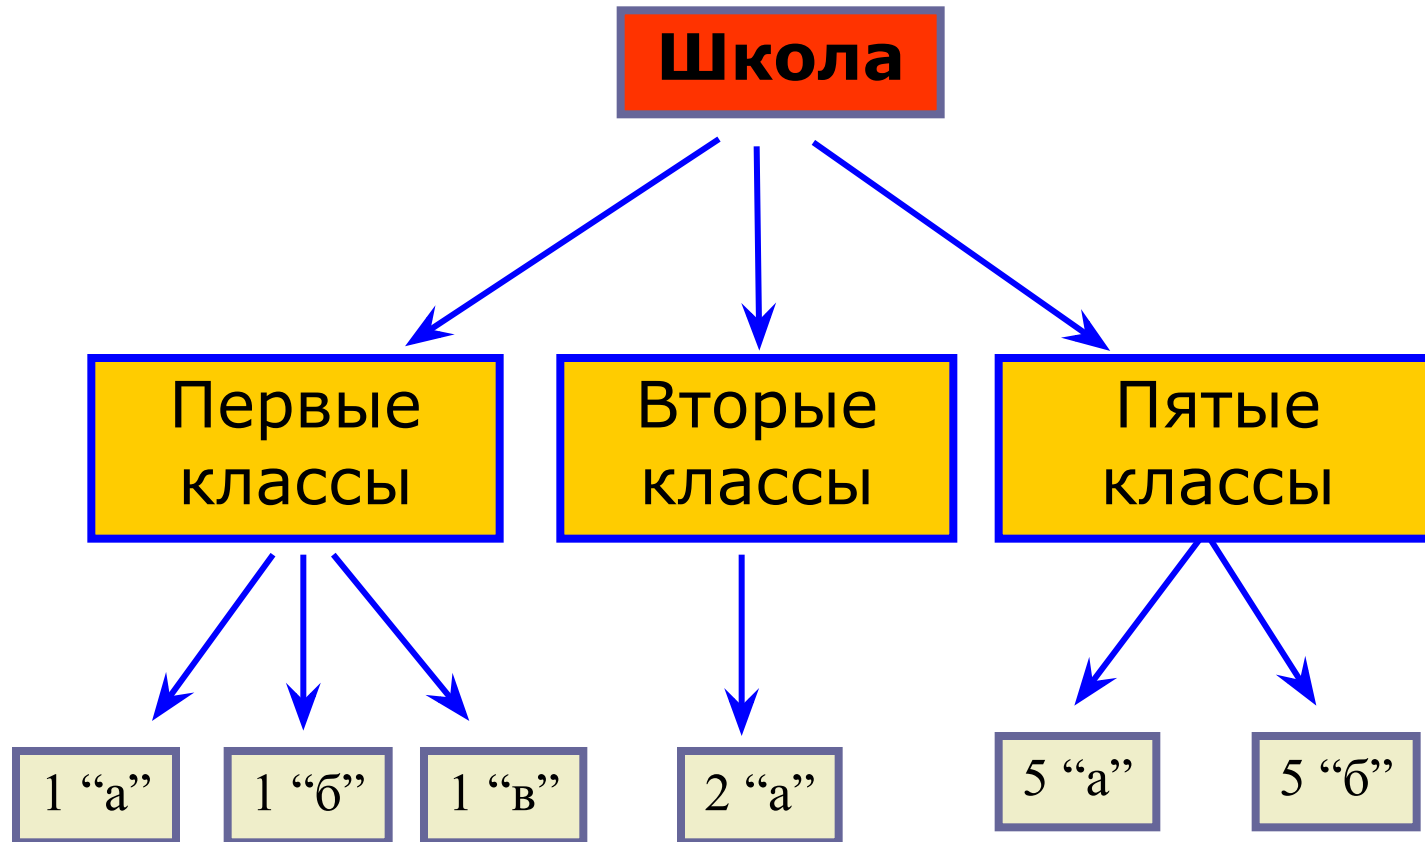 Школа
Первые
классы
Вторые
классы
Пятые
классы
1 “а”
1 “б”
1 “в”
2 “а”
5 “а”
5 “б”